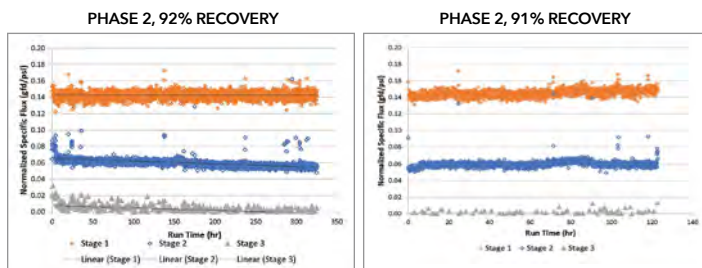 PHASE 2, 92% RECOVERY
Normalized Specific Flux (gfd/psi)
0.20
0.18
0.16
0.14
0.12
0.10
0.08
0.06
0.04
0.02
0.00
0 50 100 150 200 250 300 350
Run Time (hr)
Stage 1 Stage 2 Stage 3
Linear (Stage 1) Linear (Stage 2) Linear (Stage 3)
PHASE 2, 91% RECOVERY
Normalized Specific Flux (gfd/psi)
0.20
0.18
0.16
0.14
0.12
0.10
0.08
0.06
0.04
0.02
0.00
0 20 40 60 80 100 120 140
Run Time (hr)
Stage 1 Stage 2 Stage 3